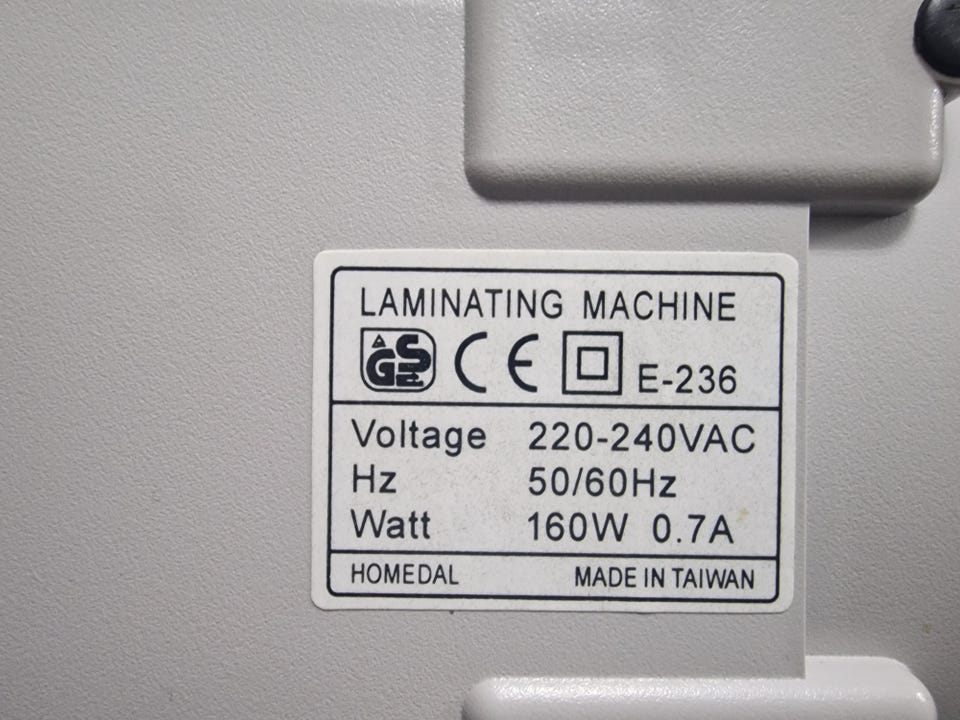 LAMINATING MACHINE
GS CE E-236
Voltage 220-240VAC
Hz 50/60Hz
Watt 160W 0.7A
HOMEDAL MADE IN TAIWAN